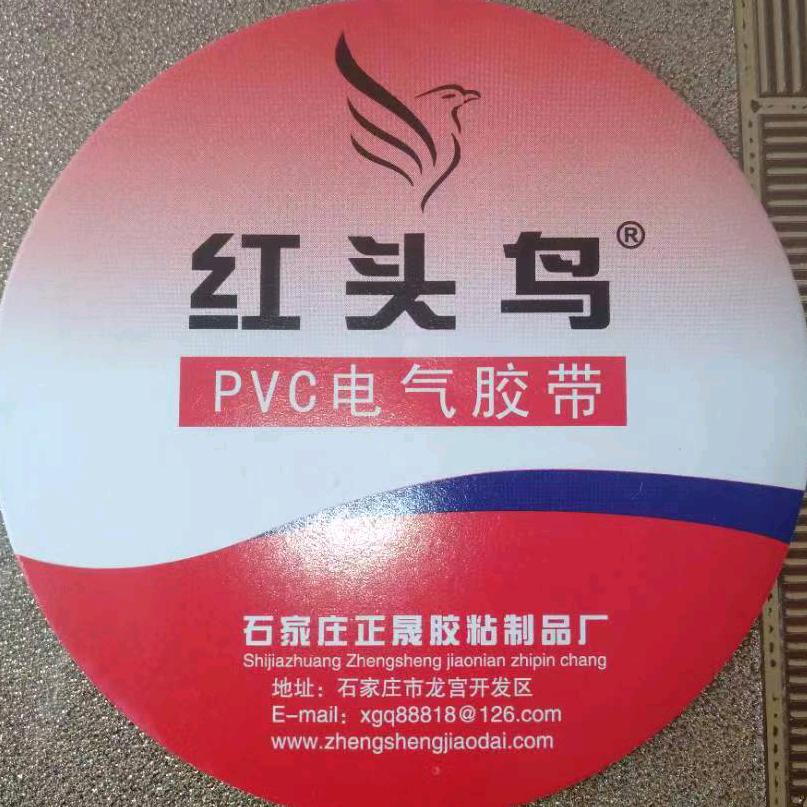 红头鸟®
PVC电气胶带
石家庄正晟胶粘制品厂
Shijiazhuang Zhengsheng jiaonian zhipin chang
地址：石家庄市龙宫开发区
E-mail：xgq88818@126.com
www.zhengshengjiaodai.com